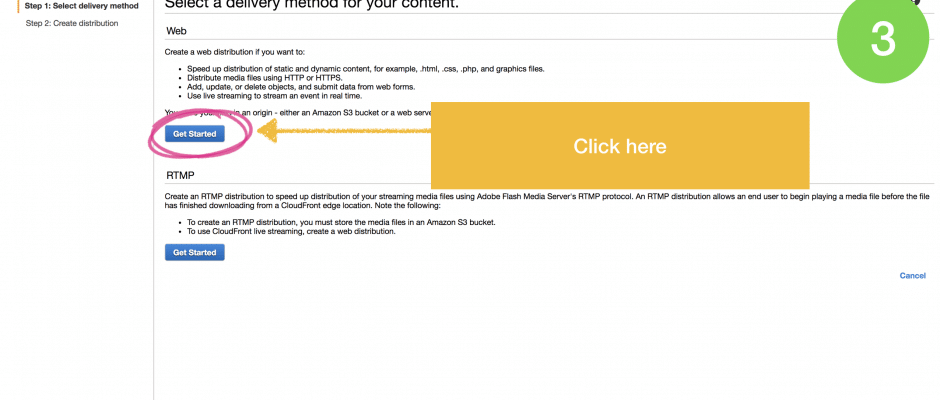 Step 1: Select delivery method
Step 2: Create distribution
Select a delivery method for your content.
3
Web
Create a web distribution if you want to:
• Speed up distribution of static and dynamic content, for example, .html, .css, .php, and graphics files.
• Distribute media files using HTTP or HTTPS.
• Add, update, or delete objects, and submit data from web forms.
• Use live streaming to stream an event in real time.
in an origin - either an Amazon S3 bucket or a web
Get Started
Click here
RTMP
Create an RTMP distribution to speed up distribution of your streaming media files using Adobe Flash Media Server's RTMP protocol. An RTMP distribution allows an end user to begin playing a media file before the file
has finished downloading from a CloudFront edge location. Note the following:
• To create an RTMP distribution, you must store the media files in an Amazon S3 bucket.
• To use CloudFront live streaming, create a web distribution.
Get Started
Cancel